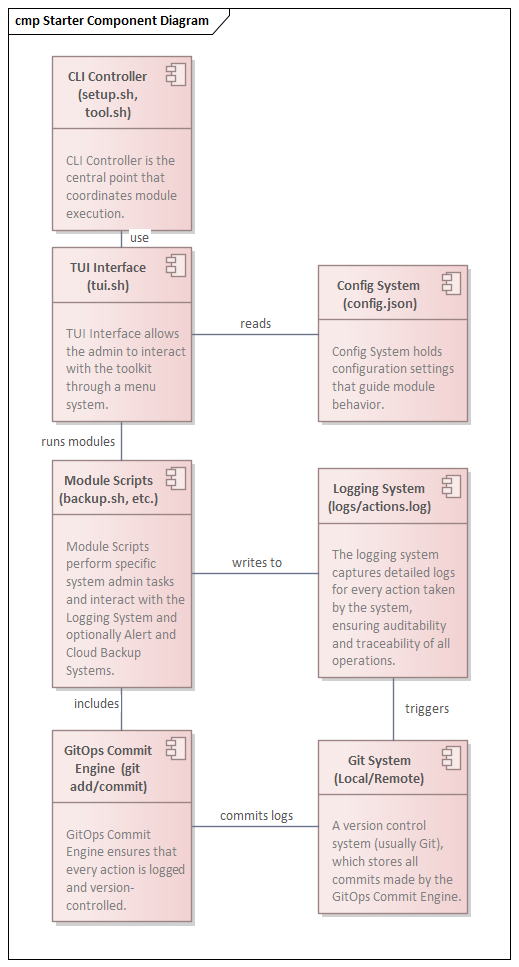 cmp Starter Component Diagram
CLI Controller
(setup.sh,
tool.sh)
CLI Controller is the
central point that
coordinates module
execution.
use
TUI Interface
(tui.sh)
TUI Interface allows
the admin to interact
with the toolkit
through a menu
system.
reads
Config System
(config.json)
Config System holds
configuration settings
that guide module
behavior.
runs modules
Module Scripts
(backup.sh, etc.)
Module Scripts
perform specific
system admin tasks
and interact with the
Logging System and
optionally Alert and
Cloud Backup
Systems.
writes to
Logging System
(logs/actions.log)
The logging system
captures detailed logs
for every action taken
by the system,
ensuring auditability
and traceability of all
operations.
includes
triggers
GitOps Commit
Engine (git
add/commit)
GitOps Commit
Engine ensures that
every action is logged
and version-
controlled.
commits logs
Git System
(Local/Remote)
A version control
system (usually Git),
which stores all
commits made by the
GitOps Commit Engine.